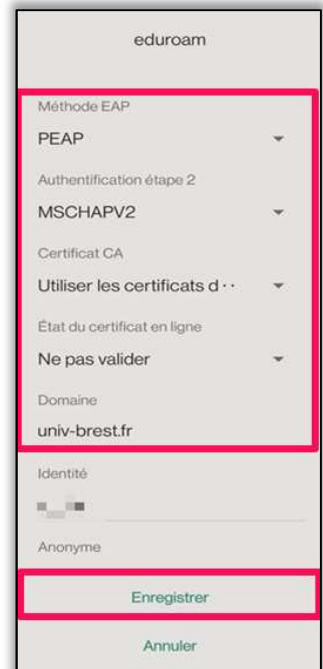 eduroam
Méthode EAP
PEAP
Authentification étape 2
MSCHAPV2
Certificat CA
Utiliser les certificats d ··
État du certificat en ligne
Ne pas valider
Domaine
univ-brest.fr
Identité
Anonyme
Enregistrer
Annuler